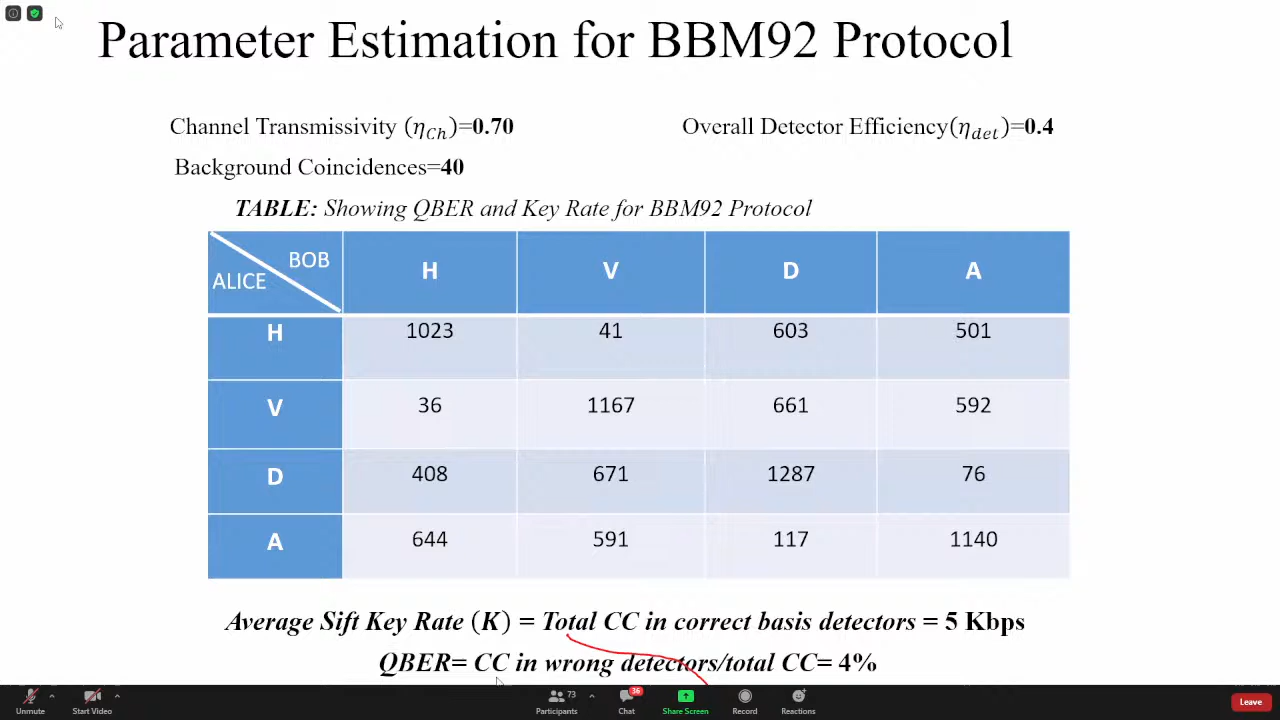 Parameter Estimation for BBM92 Protocol
Channel Transmissivity (η_Ch)=0.70
Overall Detector Efficiency(η_det)=0.4
Background Coincidences=40
TABLE: Showing QBER and Key Rate for BBM92 Protocol
BOB
ALICE
H V D A
H 1023 41 603 501
V 36 1167 661 592
D 408 671 1287 76
A 644 591 117 1140
Average Sift Key Rate (K) = Total CC in correct basis detectors = 5 Kbps
QBER= CC in wrong detectors/total CC= 4%
Unmute
Start Video
73
Participants
36
Chat
Share Screen
Record
Reactions
Leave